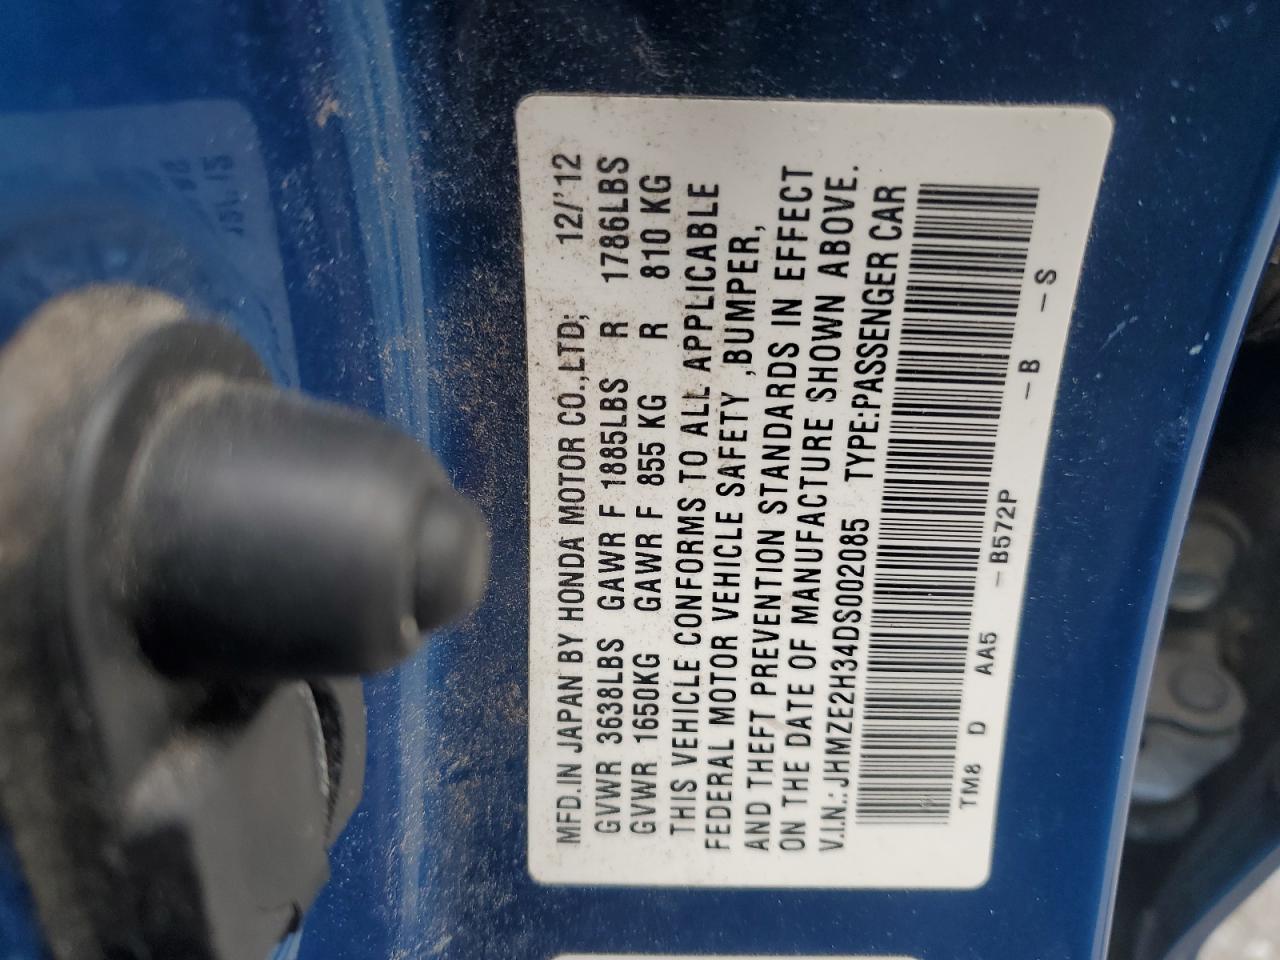 MFD.IN JAPAN BY HONDA MOTOR CO.,LTD; 12/'12
GVWR 3638LBS GAWR F 1885LBS R 1786LBS
GVWR 1650KG GAWR F 855 KG R 810 KG
THIS VEHICLE CONFORMS TO ALL APPLICABLE
FEDERAL MOTOR VEHICLE SAFETY ,BUMPER,
AND THEFT PREVENTION STANDARDS IN EFFECT
ON THE DATE OF MANUFACTURE SHOWN ABOVE.
V.I.N.:JHMZE2H34DS002085 TYPE:PASSENGER CAR
TM8 D AA5 -B572P -B -S